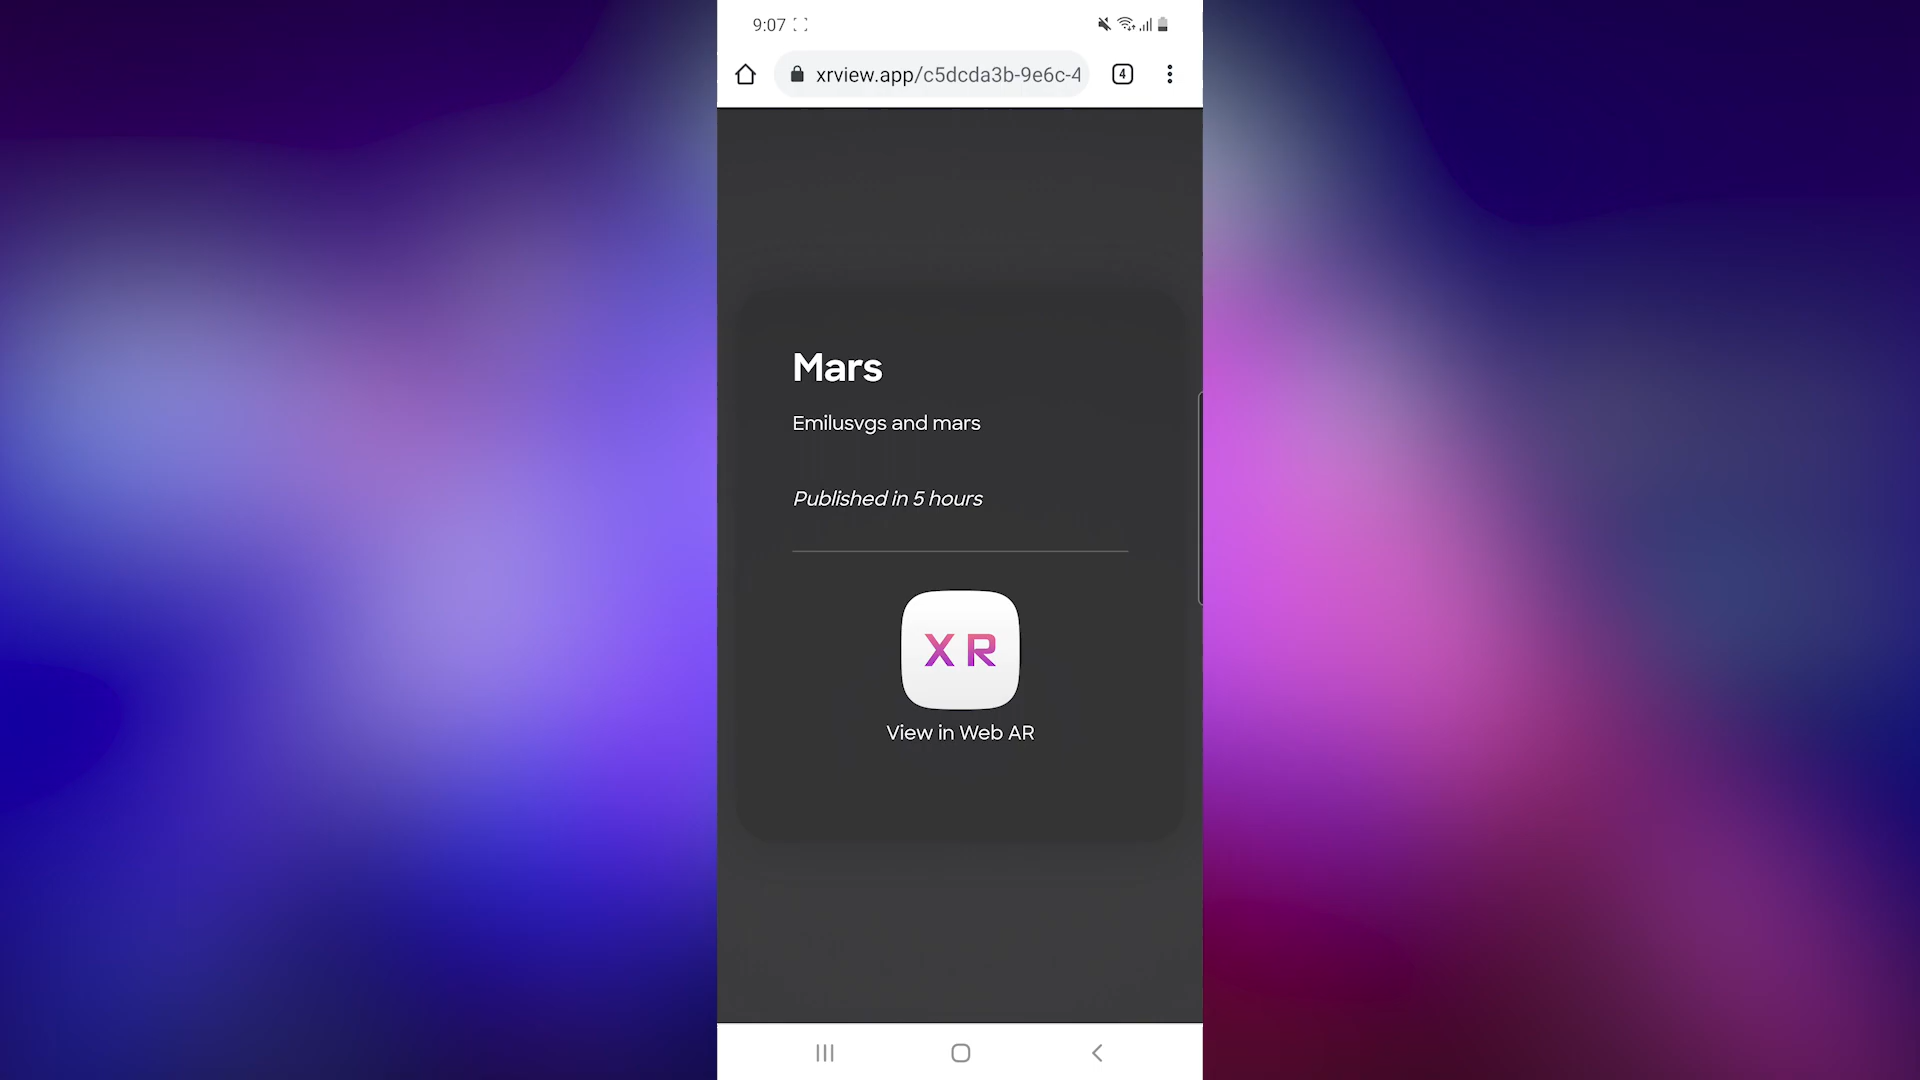 9:07
xrview.app/c5dcda3b-9e6c-4
4
Mars
Emilusvgs and mars
Published in 5 hours
XR
View in Web AR